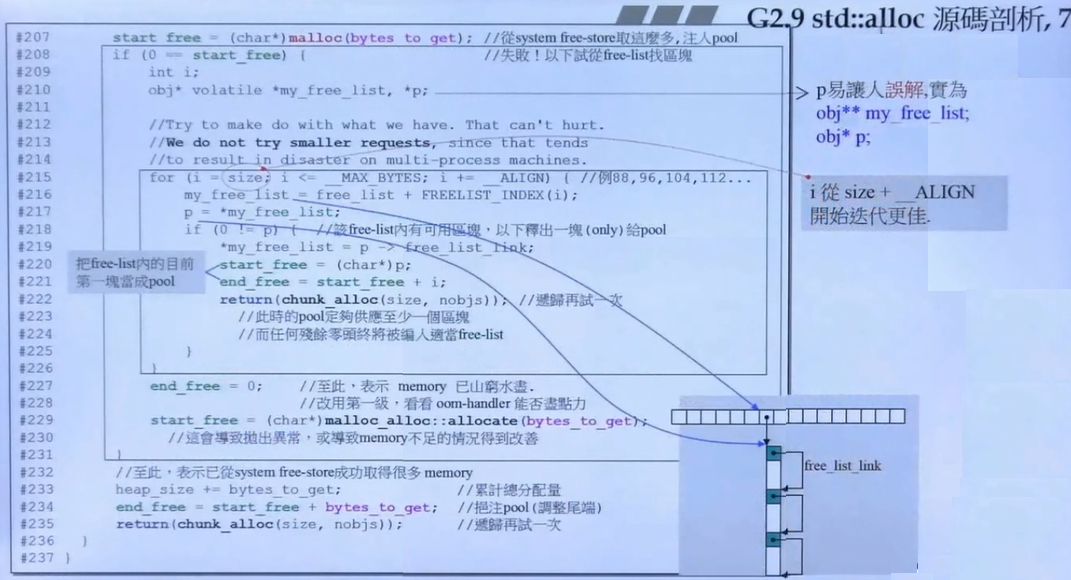 G2.9 std::alloc 源碼剖析, 7
#207 start_free = (char*)malloc(bytes_to_get); //從system free-store取這麼多,注入pool
#208 if (0 == start_free) { //失敗！以下試從free-list找區塊
#209 int i;
#210 obj* volatile *my_free_list, *p;
#211
#212 //Try to make do with what we have. That can't hurt.
#213 //We do not try smaller requests, since that tends
#214 //to result in disaster on multi-process machines.
#215 for (i = size; i <= __MAX_BYTES; i += __ALIGN) { //例88,96,104,112...
#216 my_free_list = free_list + FREELIST_INDEX(i);
#217 p = *my_free_list;
#218 if (0 != p) { //該free-list內有可用區塊，以下釋出一塊(only)给pool
#219 *my_free_list = p -> free_list_link;
#220 start_free = (char*)p;
#221 end_free = start_free + i;
#222 return(chunk_alloc(size, nobjs)); //遞歸再試一次
#223 //此時的pool定夠供應至少一個區塊
#224 //而任何殘餘零頭終將被編入適當free-list
#225 }
#226 }
#227 end_free = 0; //至此，表示 memory 已山窮水盡.
#228 //改用第一級，看看 oom-handler 能否盡點力
#229 start_free = (char*)malloc_alloc::allocate(bytes_to_get);
#230 //這會導致拋出異常，或導致memory不足的情況得到改善
#231 }
#232 //至此，表示已從system free-store成功取得很多 memory
#233 heap_size += bytes_to_get; //累計總分配量
#234 end_free = start_free + bytes_to_get; //挹注pool(調整尾端)
#235 return(chunk_alloc(size, nobjs)); //遞歸再試一次
#236 }
#237 }
把free-list內的目前
第一塊當成pool
p易讓人誤解,實為
obj** my_free_list;
obj* p;
i 從 size + __ALIGN
開始迭代更佳.
free_list_link